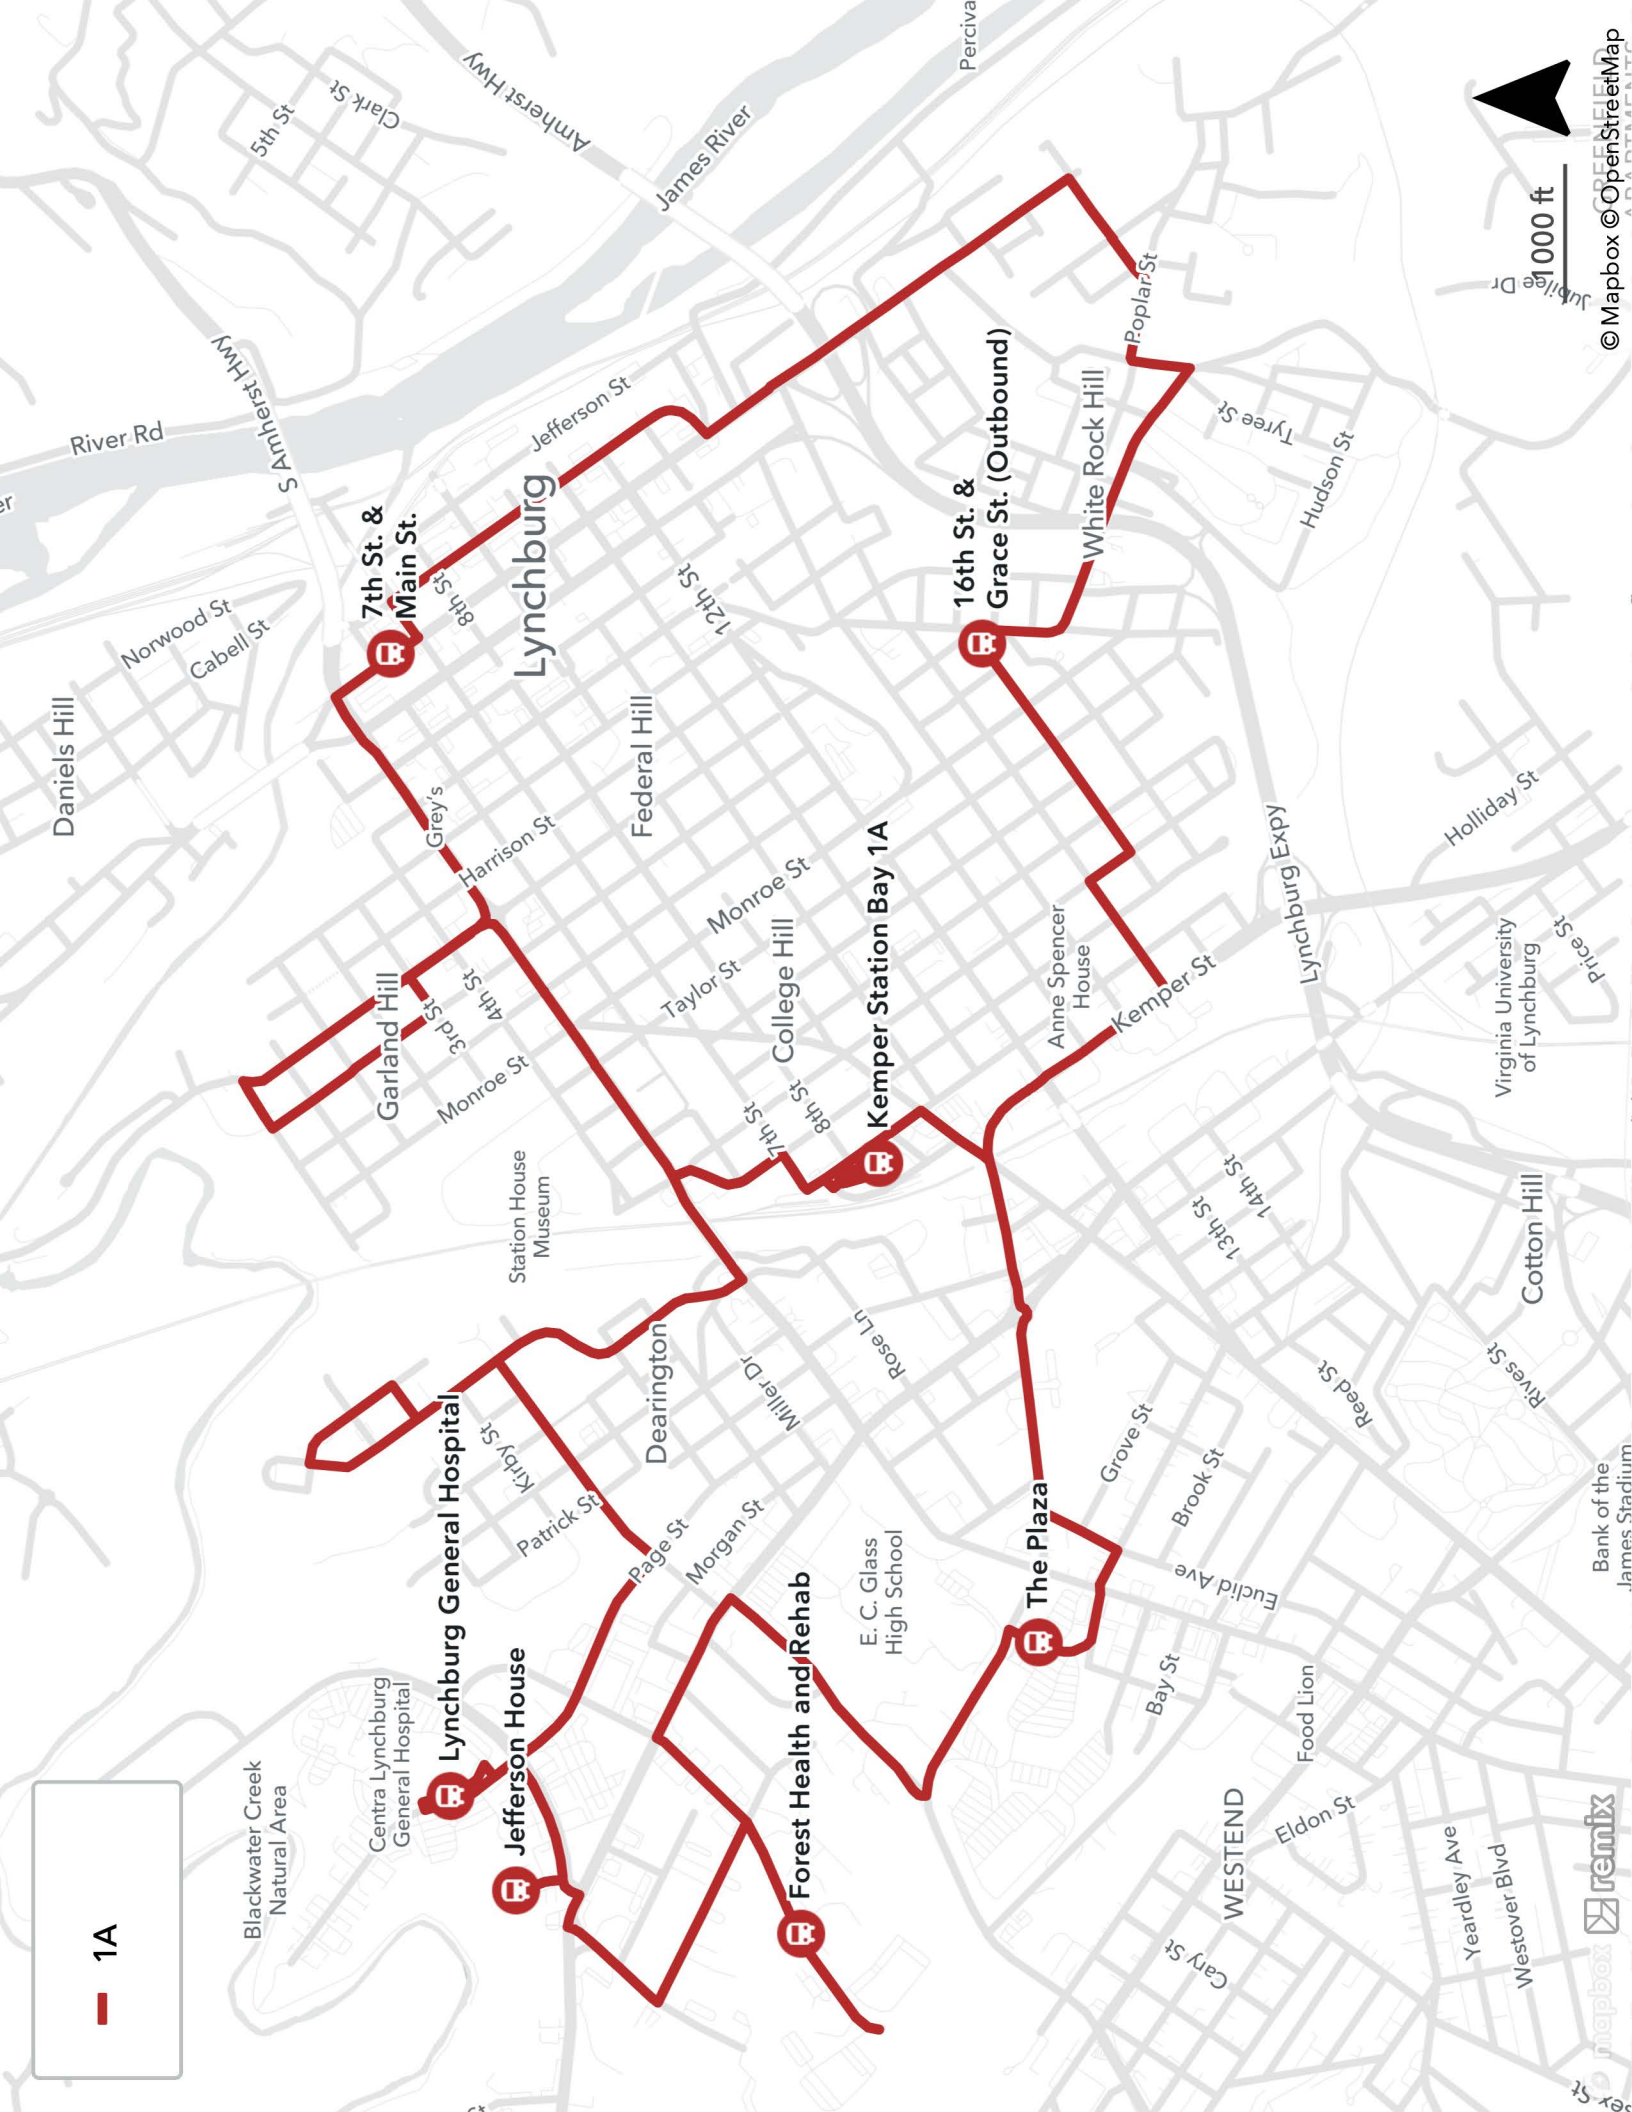 1A
Blackwater Creek
Natural Area
Centra Lynchburg
General Hospital
Lynchburg General Hospital
Jefferson House
Forest Health and Rehab
The Plaza
Kemper Station Bay 1A
16th St. &
Grace St. (Outbound)
7th St. &
Main St.
Lynchburg
Daniels Hill
Garland Hill
Federal Hill
College Hill
White Rock Hill
Dearington
Cotton Hill
WESTEND
Station House
Museum
Anne Spencer
House
Virginia University
of Lynchburg
E. C. Glass
High School
Food Lion
Bank of the
James Stadium
River Rd
S Amherst Hwy
Amherst Hwy
James River
5th St
Clark St
Perciva
Norwood St
Cabell St
Jefferson St
8th St
12th St
Grey's
Harrison St
Monroe St
Taylor St
3rd St
4th St
Monroe St
7th St
8th St
Kemper St
Lynchburg Expy
Poplar St
Tyree St
Hudson St
Jubilee Dr
Holliday St
Price St
13th St
14th St
Reed St
Rives St
Rose Ln
Miller Dr
Kirby St
Patrick St
Page St
Morgan St
Grove St
Brook St
Euclid Ave
Bay St
Eldon St
Cary St
Yeardley Ave
Westover Blvd
1000 ft
GREENFIELD
APARTMENTS
© Mapbox © OpenStreetMap
mapbox
remix